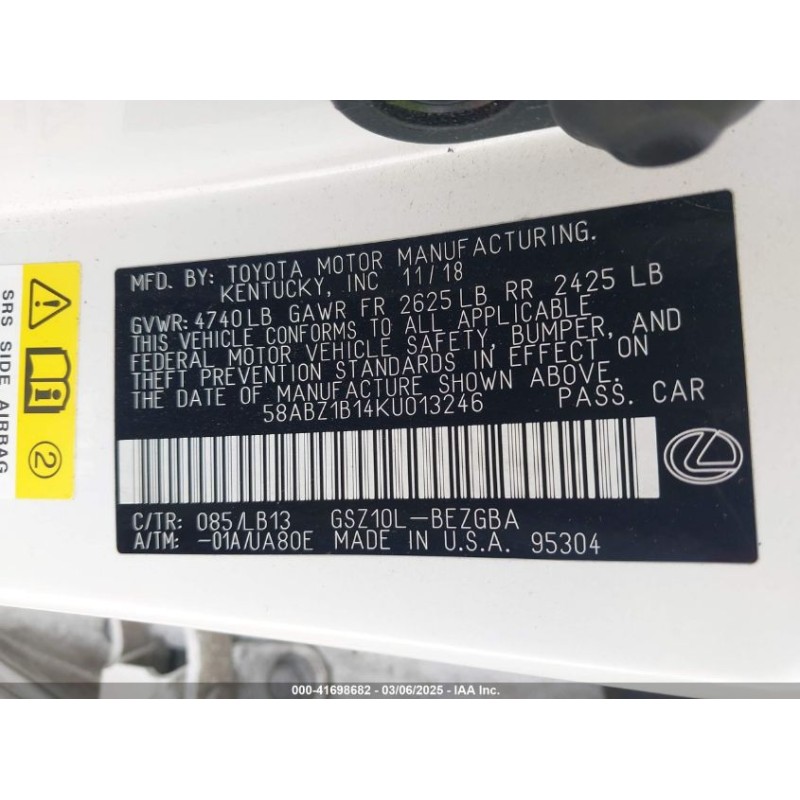 MFD. BY: TOYOTA MOTOR MANUFACTURING.
KENTUCKY, INC 11/18
GVWR: 4740LB GAWR FR 2625LB RR 2425 LB
THIS VEHICLE CONFORMS TO ALL APPLICABLE
FEDERAL MOTOR VEHICLE SAFETY, BUMPER, AND
THEFT PREVENTION STANDARDS IN EFFECT ON
THE DATE OF MANUFACTURE SHOWN ABOVE.
58ABZ1B14KU013246 PASS. CAR
C/TR: 085/LB13 GSZ10L-BEZGBA
A/TM: -01A/UA80E MADE IN U.S.A. 95304
SRS SIDE AIRBAG
2
000-41698682 - 03/06/2025 - IAA Inc.